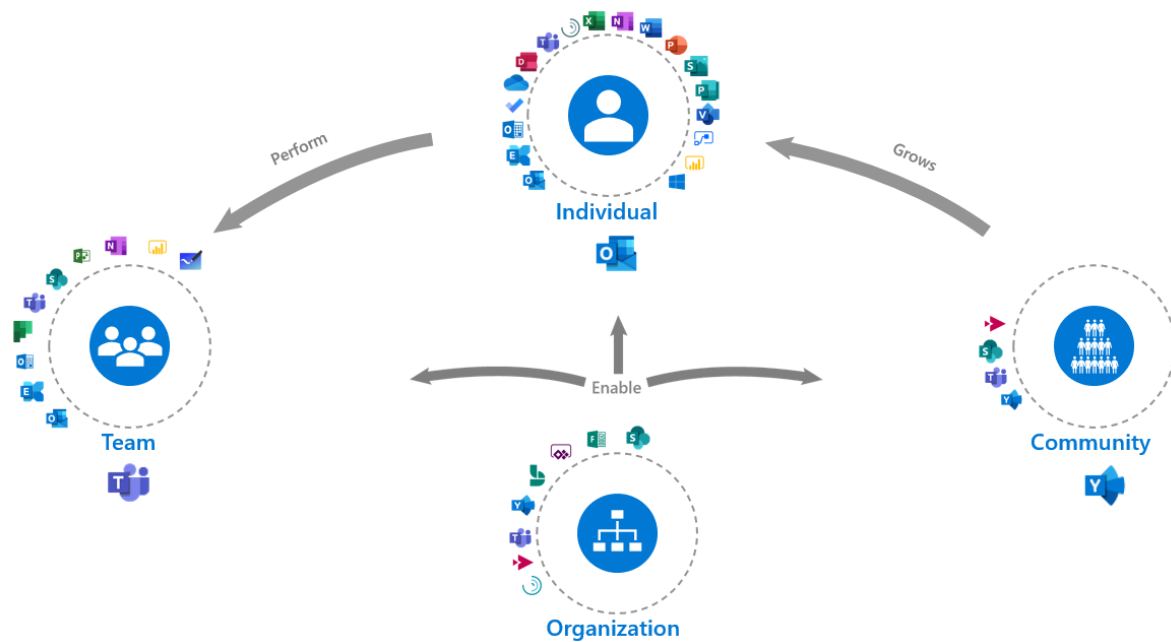 X
N
W
T
P
D
S
P
V
O
E
O
Perform
Grows
Individual
O
N
P
S
T
O
E
O
S
T
Y
Enable
Team
Community
T
Y
F
S
Y
T
Organization